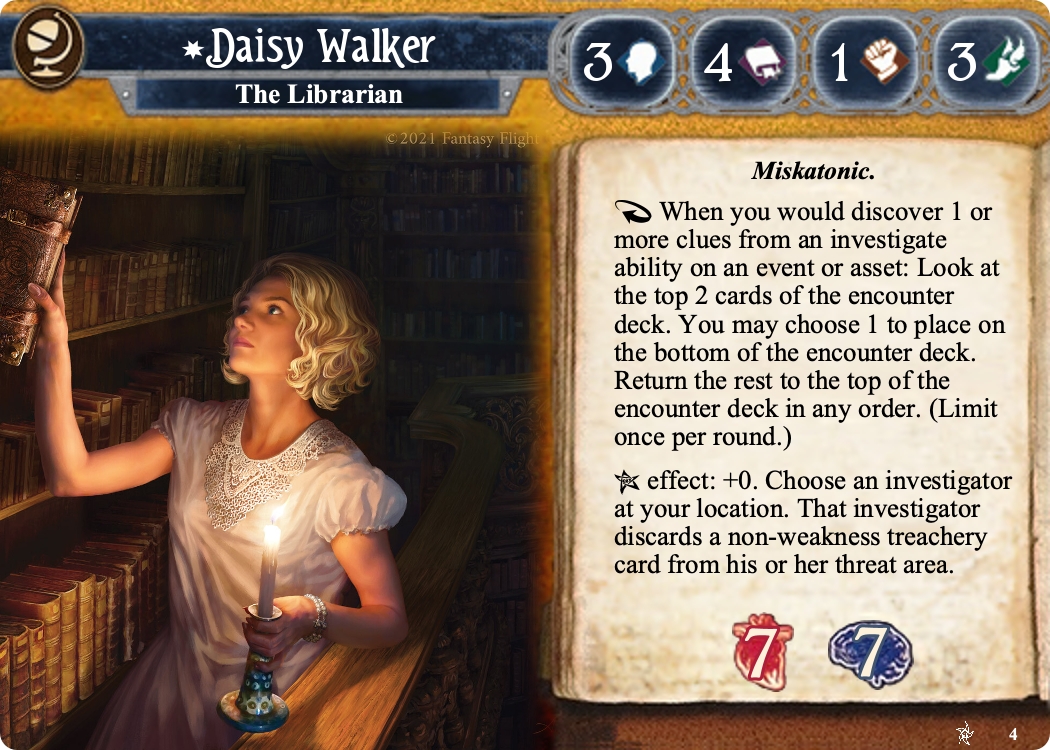 Daisy Walker
The Librarian
3 4 1 3
© 2021 Fantasy Flight
Miskatonic.
When you would discover 1 or
more clues from an investigate
ability on an event or asset: Look at
the top 2 cards of the encounter
deck. You may choose 1 to place on
the bottom of the encounter deck.
Return the rest to the top of the
encounter deck in any order. (Limit
once per round.)
effect: +0. Choose an investigator
at your location. That investigator
discards a non-weakness treachery
card from his or her threat area.
7 7
4